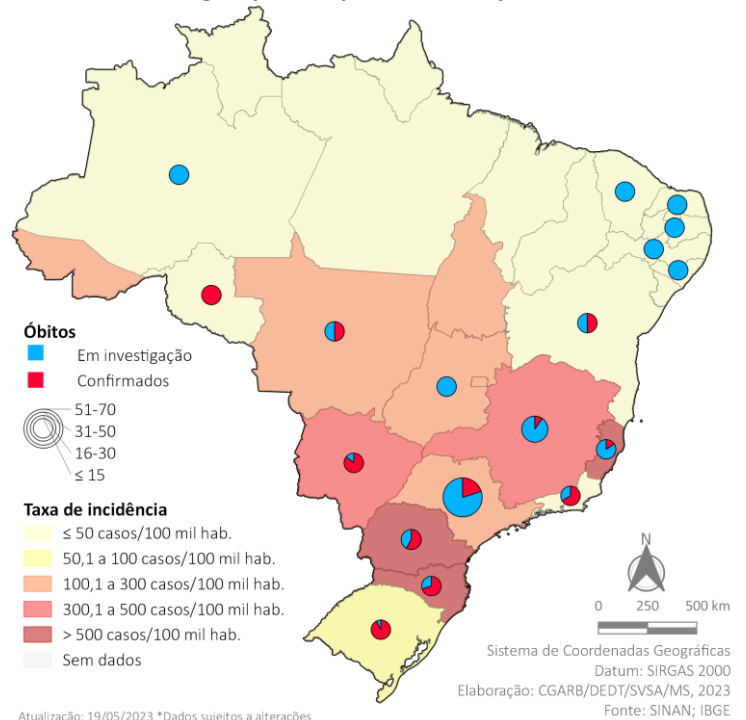 Óbitos
Em investigação
Confirmados
51-70
31-50
16-30
≤ 15
Taxa de incidência
≤ 50 casos/100 mil hab.
50,1 a 100 casos/100 mil hab.
100,1 a 300 casos/100 mil hab.
300,1 a 500 casos/100 mil hab.
> 500 casos/100 mil hab.
Sem dados
N
0 250 500 km
Sistema de Coordenadas Geográficas
Datum: SIRGAS 2000
Elaboração: CGARB/DEDT/SVSA/MS, 2023
Fonte: SINAN; IBGE
Atualização: 19/05/2023 *Dados sujeitos a alterações